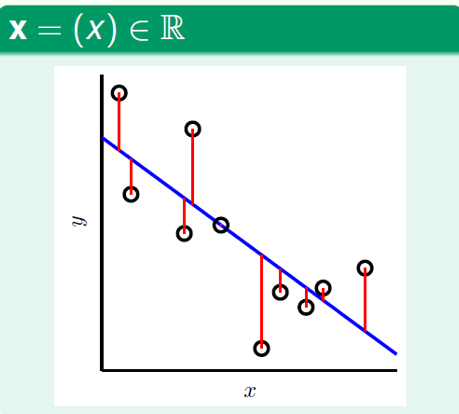 x = (x) ∈ ℝ
y
x